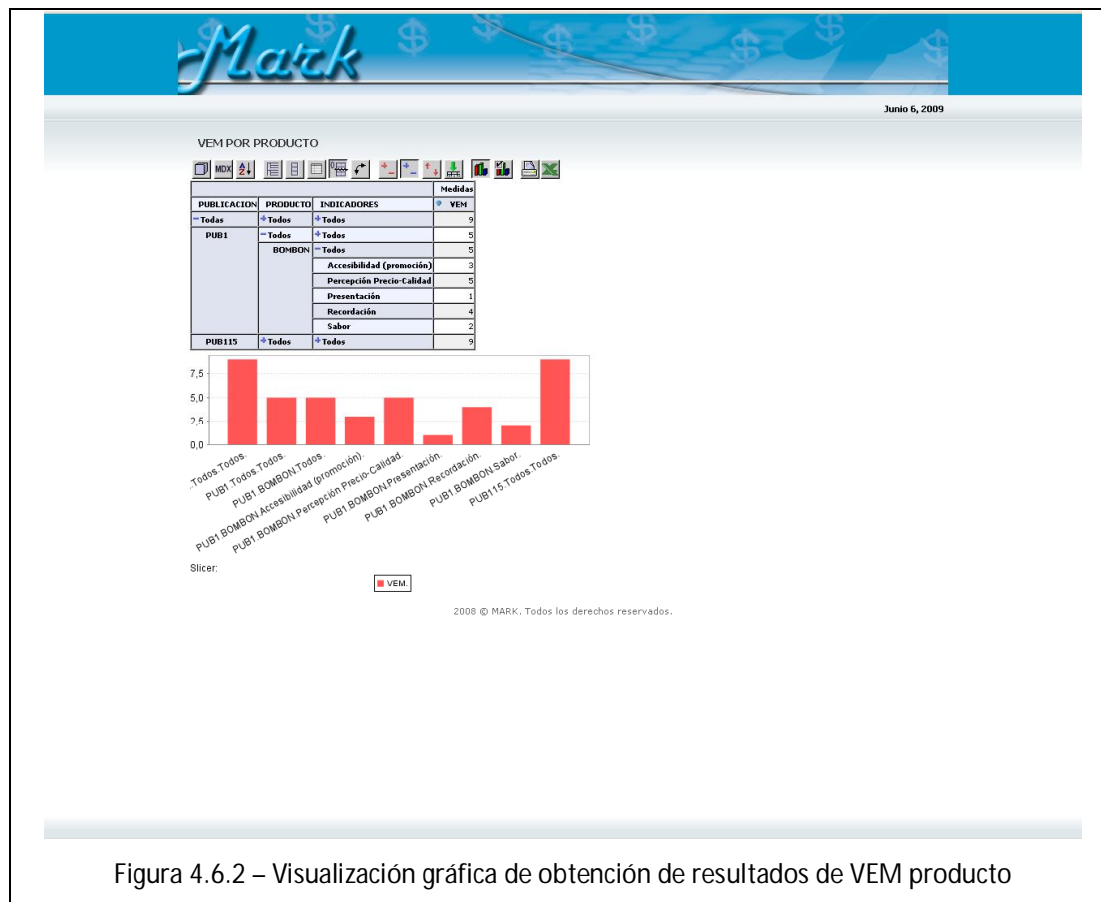 Mark
Junio 6, 2009
VEM POR PRODUCTO
MDX
Medidas
PUBLICACION PRODUCTO INDICADORES VEM
Todas Todos Todos 9
PUB1 Todos Todos 5
BOMBON Todos 5
Accesibilidad (promoción) 3
Percepción Precio-Calidad 5
Presentación 1
Recordación 4
Sabor 2
PUB115 Todos Todos 9
7,5
5,0
2,5
0,0
.Todos.Todos.
PUB1.Todos.Todos.
PUB1.BOMBON.Todos.
PUB1.BOMBON.Accesibilidad (promoción).
PUB1.BOMBON.Percepción Precio-Calidad.
PUB1.BOMBON.Presentación.
PUB1.BOMBON.Recordación.
PUB1.BOMBON.Sabor.
PUB115.Todos.Todos.
Slicer:
VEM.
2008 © MARK. Todos los derechos reservados.
Figura 4.6.2 – Visualización gráfica de obtención de resultados de VEM producto